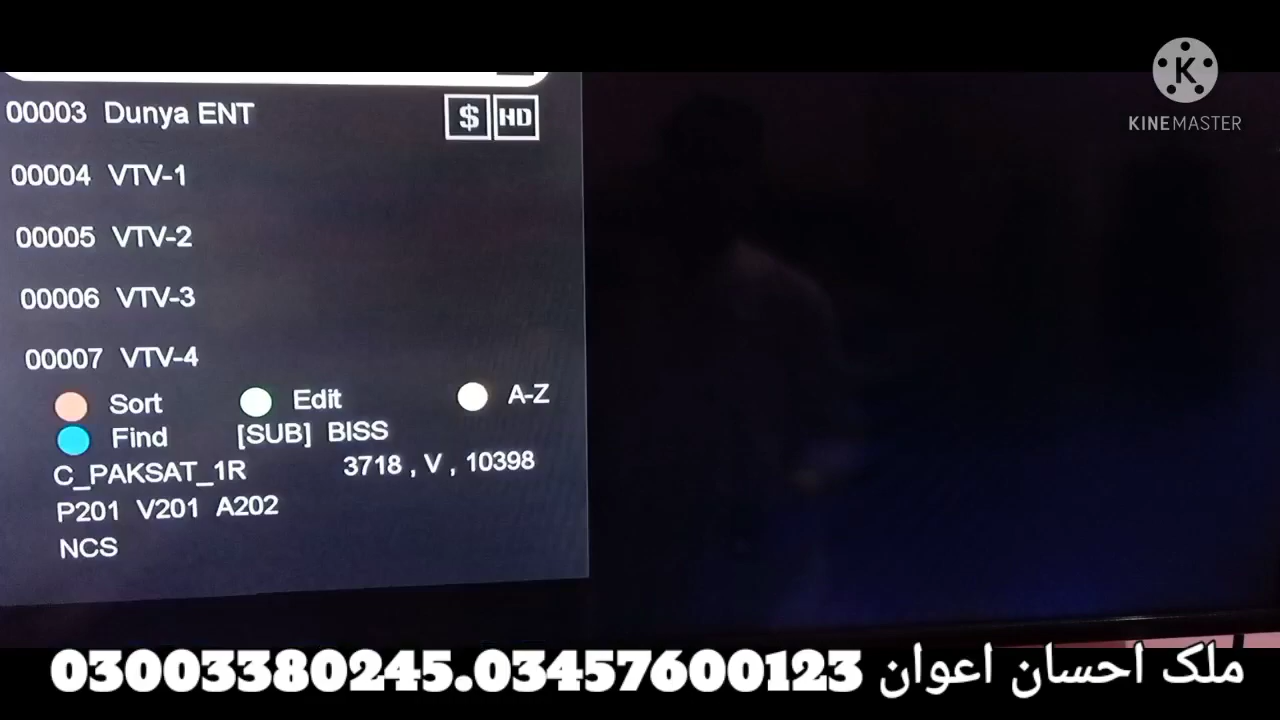 KINEMASTER
00003 Dunya ENT $ HD
00004 VTV-1
00005 VTV-2
00006 VTV-3
00007 VTV-4
Sort Edit A-Z
Find [SUB] BISS
C_PAKSAT_1R 3718 , V , 10398
P201 V201 A202
NCS
03003380245.03457600123 ملک احسان اعوان